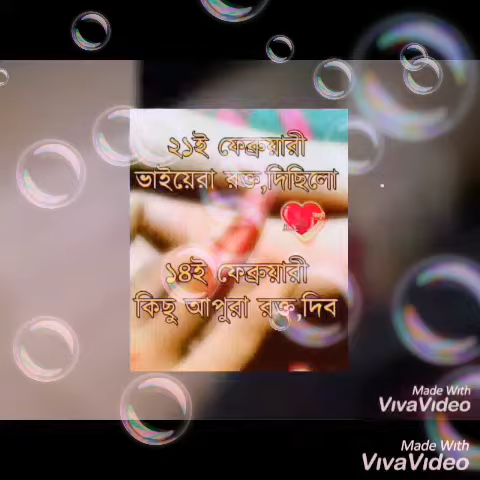 ২১ই ফেব্রুয়ারী
ভাইয়েরা রক্ত,দিছিলো
১৪ই ফেব্রুয়ারী
কিছু আপুরা রক্ত,দিব
Made With
VivaVideo
Made With
VivaVideo